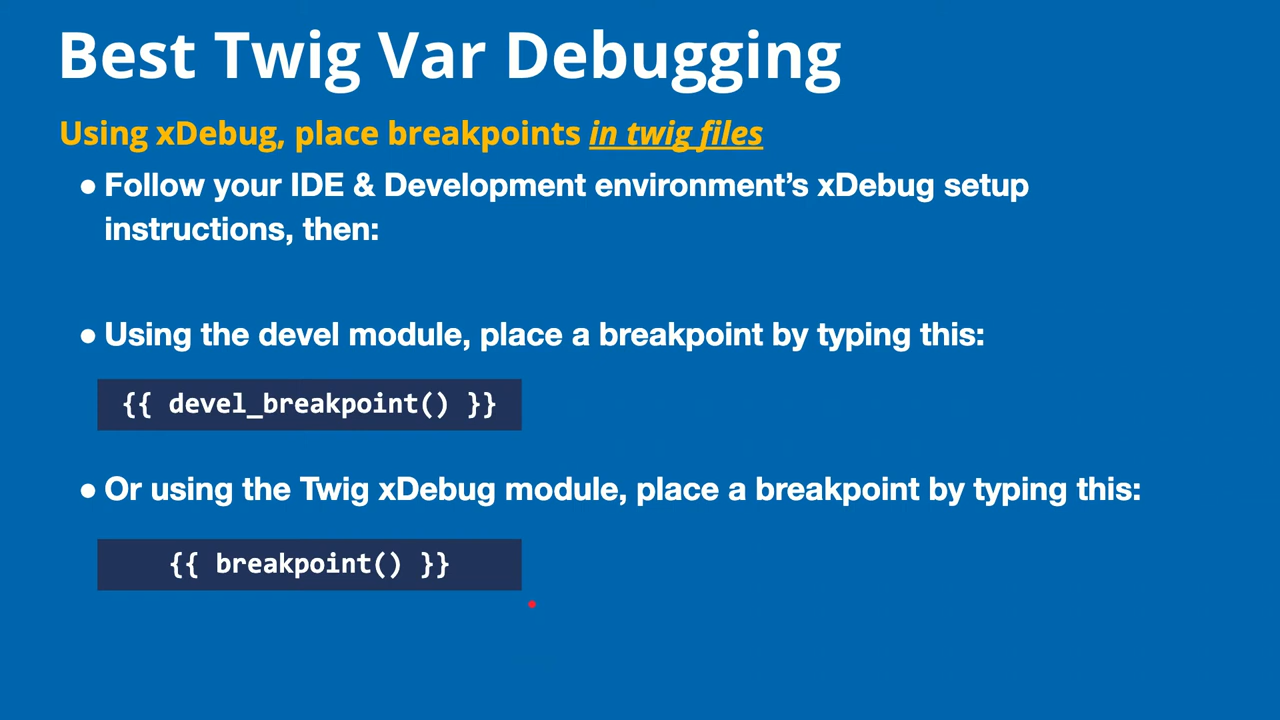 Best Twig Var Debugging
Using xDebug, place breakpoints in twig files
● Follow your IDE & Development environment’s xDebug setup
instructions, then:
● Using the devel module, place a breakpoint by typing this:
{{ devel_breakpoint() }}
● Or using the Twig xDebug module, place a breakpoint by typing this:
{{ breakpoint() }}